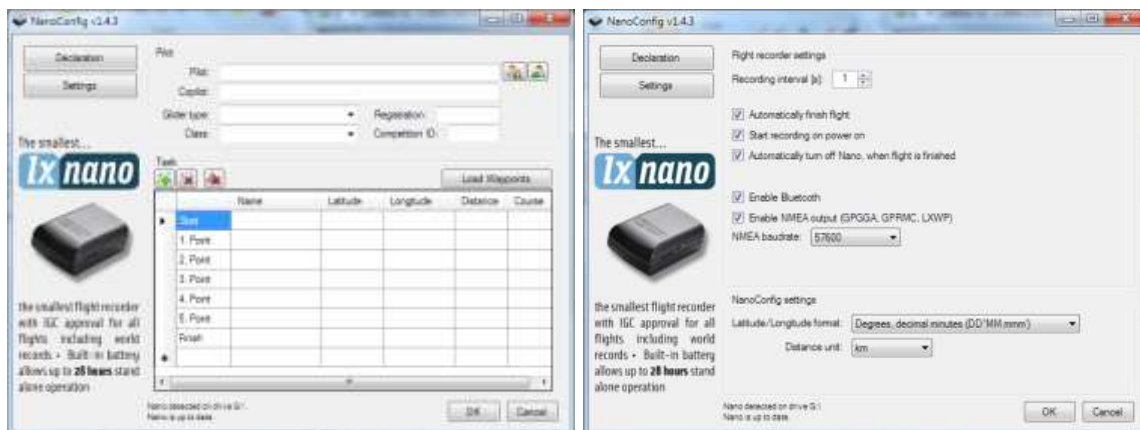 NanoConfig v1.4.3
Declaration
Settings
The smallest...
lx nano
the smallest flight recorder
with IGC approval for all
flights including world
records • Built-in battery
allows up to 28 hours stand
alone operation
Pilot
Pilot:
Copilot:
Glider type:
Registration:
Class:
Competition ID:
Task
Load Waypoints
Name Latitude Longitude Distance Course
Start
1. Point
2. Point
3. Point
4. Point
5. Point
Finish
Nano detected on drive G:\
Nano is up to date.
OK Cancel
NanoConfig v1.4.3
Declaration
Settings
The smallest...
lx nano
the smallest flight recorder
with IGC approval for all
flights including world
records • Built-in battery
allows up to 28 hours stand
alone operation
Flight recorder settings
Recording interval [s]: 1
Automatically finish flight
Start recording on power on
Automatically turn off Nano, when flight is finished
Enable Bluetooth
Enable NMEA output (GPGGA, GPRMC, LXWP)
NMEA baudrate: 57600
NanoConfig settings
Latitude/Longitude format: Degrees, decimal minutes (DD°MM.mmm')
Distance unit: km
Nano detected on drive G:\
Nano is up to date.
OK Cancel